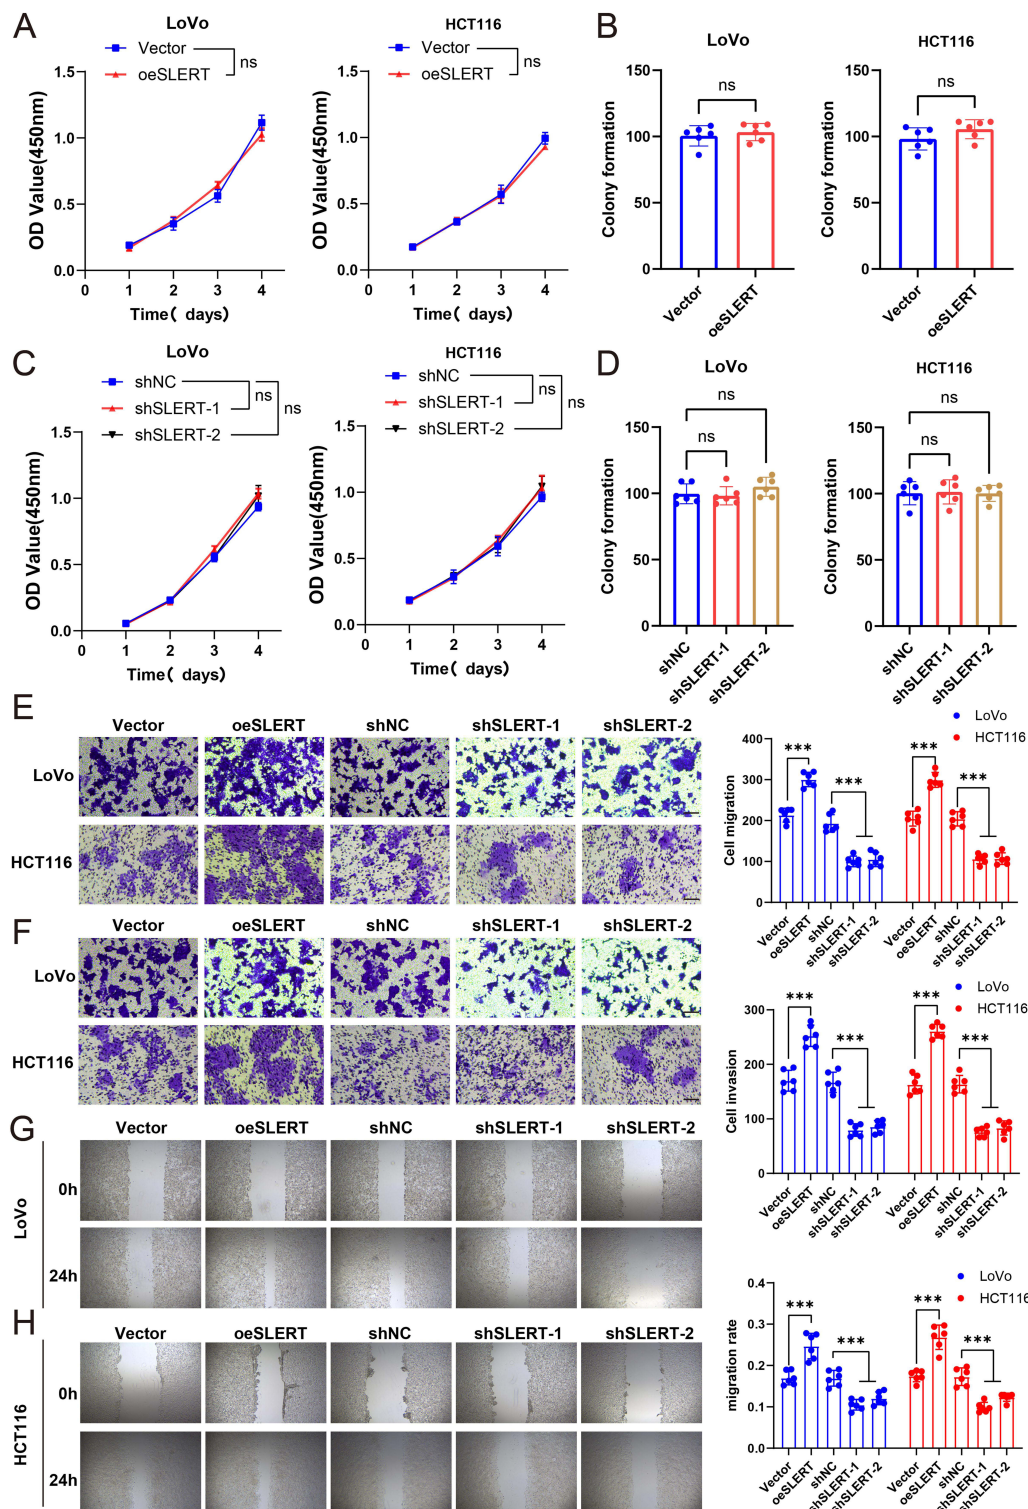 A
LoVo
Vector
oeSLERT
ns
OD Value(450nm)
1.5
1.0
0.5
0.0
0 1 2 3 4
Time( days)
HCT116
Vector
oeSLERT
ns
OD Value(450nm)
1.5
1.0
0.5
0.0
0 1 2 3 4
Time( days)
B
LoVo
ns
Colony formation
150
100
50
0
Vector
oeSLERT
HCT116
ns
Colony formation
150
100
50
0
Vector
oeSLERT
C
LoVo
shNC
shSLERT-1
shSLERT-2
ns
ns
OD Value(450nm)
1.5
1.0
0.5
0.0
0 1 2 3 4
Time( days)
HCT116
shNC
shSLERT-1
shSLERT-2
ns
ns
OD Value(450nm)
1.5
1.0
0.5
0.0
0 1 2 3 4
Time( days)
D
LoVo
ns
ns
Colony formation
150
100
50
0
shNC
shSLERT-1
shSLERT-2
HCT116
ns
ns
Colony formation
150
100
50
0
shNC
shSLERT-1
shSLERT-2
E
Vector oeSLERT shNC shSLERT-1 shSLERT-2
LoVo
HCT116
LoVo
HCT116
Cell migration
400
300
200
100
0
*** *** *** ***
Vector oeSLERT shNC shSLERT-1 shSLERT-2 Vector oeSLERT shNC shSLERT-1 shSLERT-2
F
Vector oeSLERT shNC shSLERT-1 shSLERT-2
LoVo
HCT116
LoVo
HCT116
Cell invasion
300
200
100
0
*** *** *** ***
Vector oeSLERT shNC shSLERT-1 shSLERT-2 Vector oeSLERT shNC shSLERT-1 shSLERT-2
G
Vector oeSLERT shNC shSLERT-1 shSLERT-2
LoVo
0h
24h
H
Vector oeSLERT shNC shSLERT-1 shSLERT-2
HCT116
0h
24h
LoVo
HCT116
migration rate
0.4
0.3
0.2
0.1
0.0
*** *** *** ***
Vector oeSLERT shNC shSLERT-1 shSLERT-2 Vector oeSLERT shNC shSLERT-1 shSLERT-2